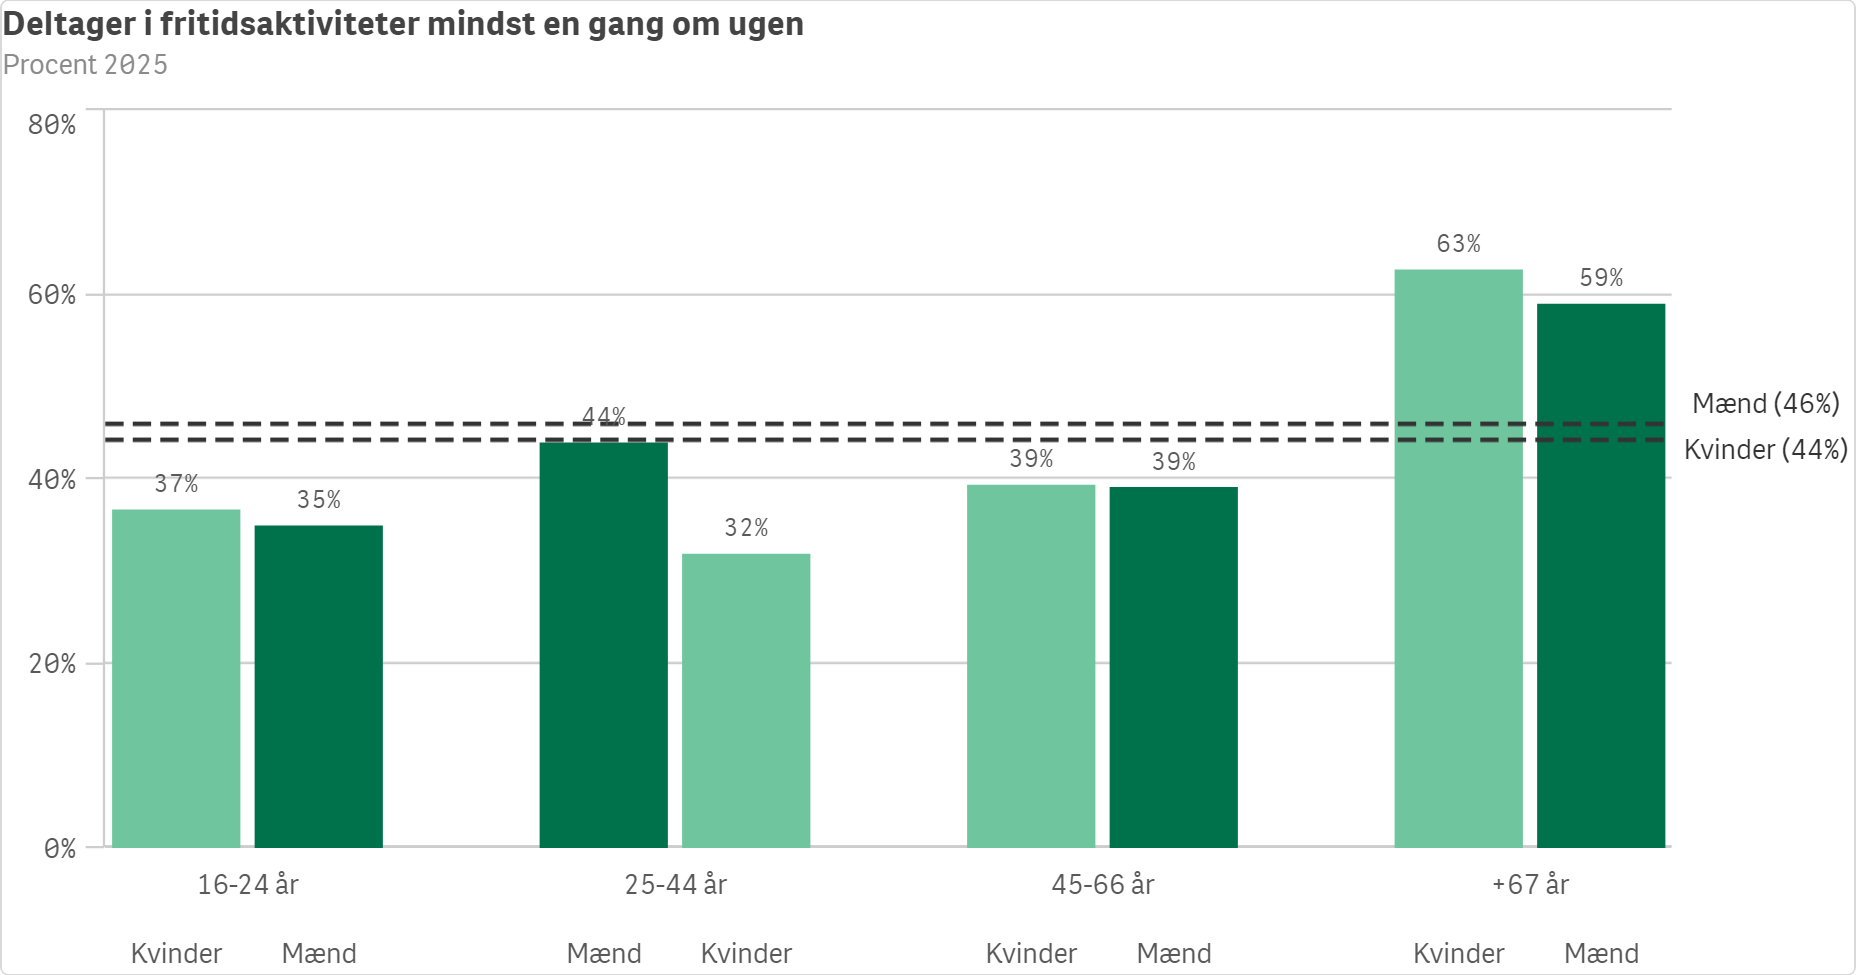 Deltager i fritidsaktiviteter mindst en gang om ugen
Procent 2025
80%
60%
40%
20%
0%
37%
35%
44%
32%
39%
39%
63%
59%
Mænd (46%)
Kvinder (44%)
16-24 år
25-44 år
45-66 år
+67 år
Kvinder
Mænd
Mænd
Kvinder
Kvinder
Mænd
Kvinder
Mænd